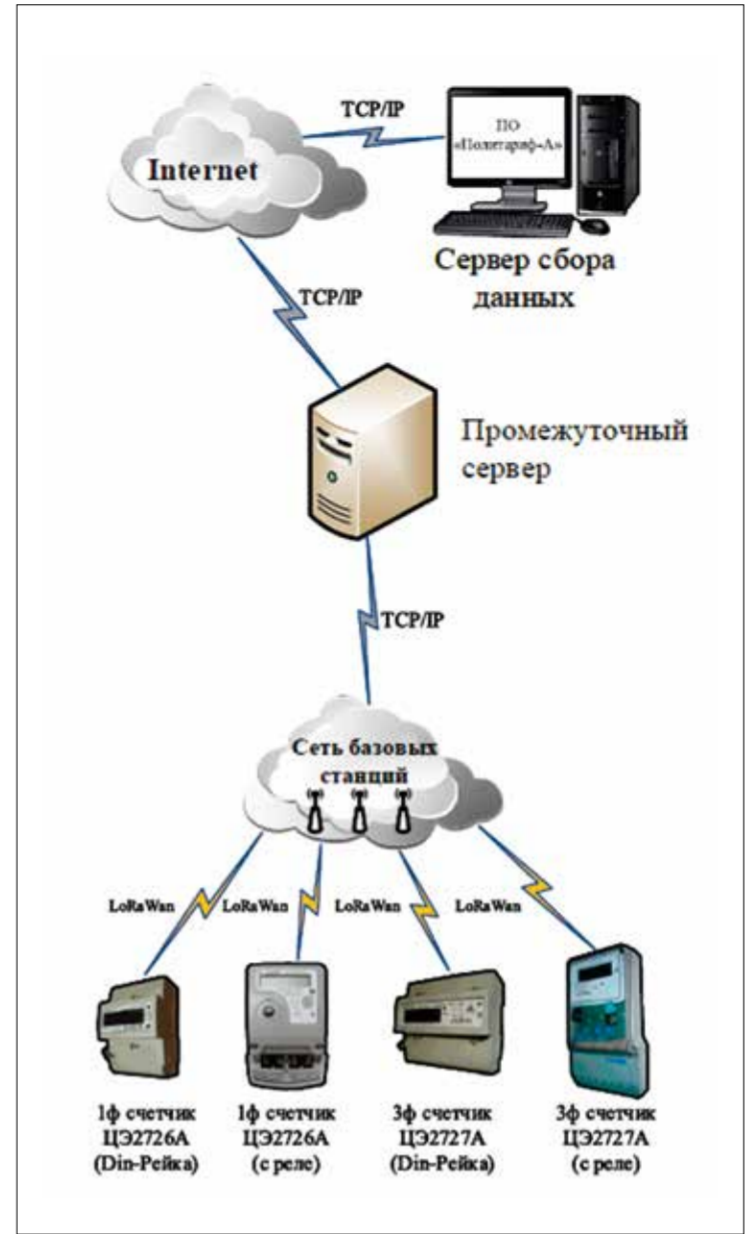 TCP/IP
ПО
«Политариф-А»
Internet
Сервер сбора
данных
TCP/IP
Промежуточный
сервер
TCP/IP
Сеть базовых
станций
LoRaWan LoRaWan LoRaWan LoRaWan
1ф счетчик
ЦЭ2726А
(Din-Рейка)
1ф счетчик
ЦЭ2726А
(с реле)
3ф счетчик
ЦЭ2727А
(Din-Рейка)
3ф счетчик
ЦЭ2727А
(с реле)